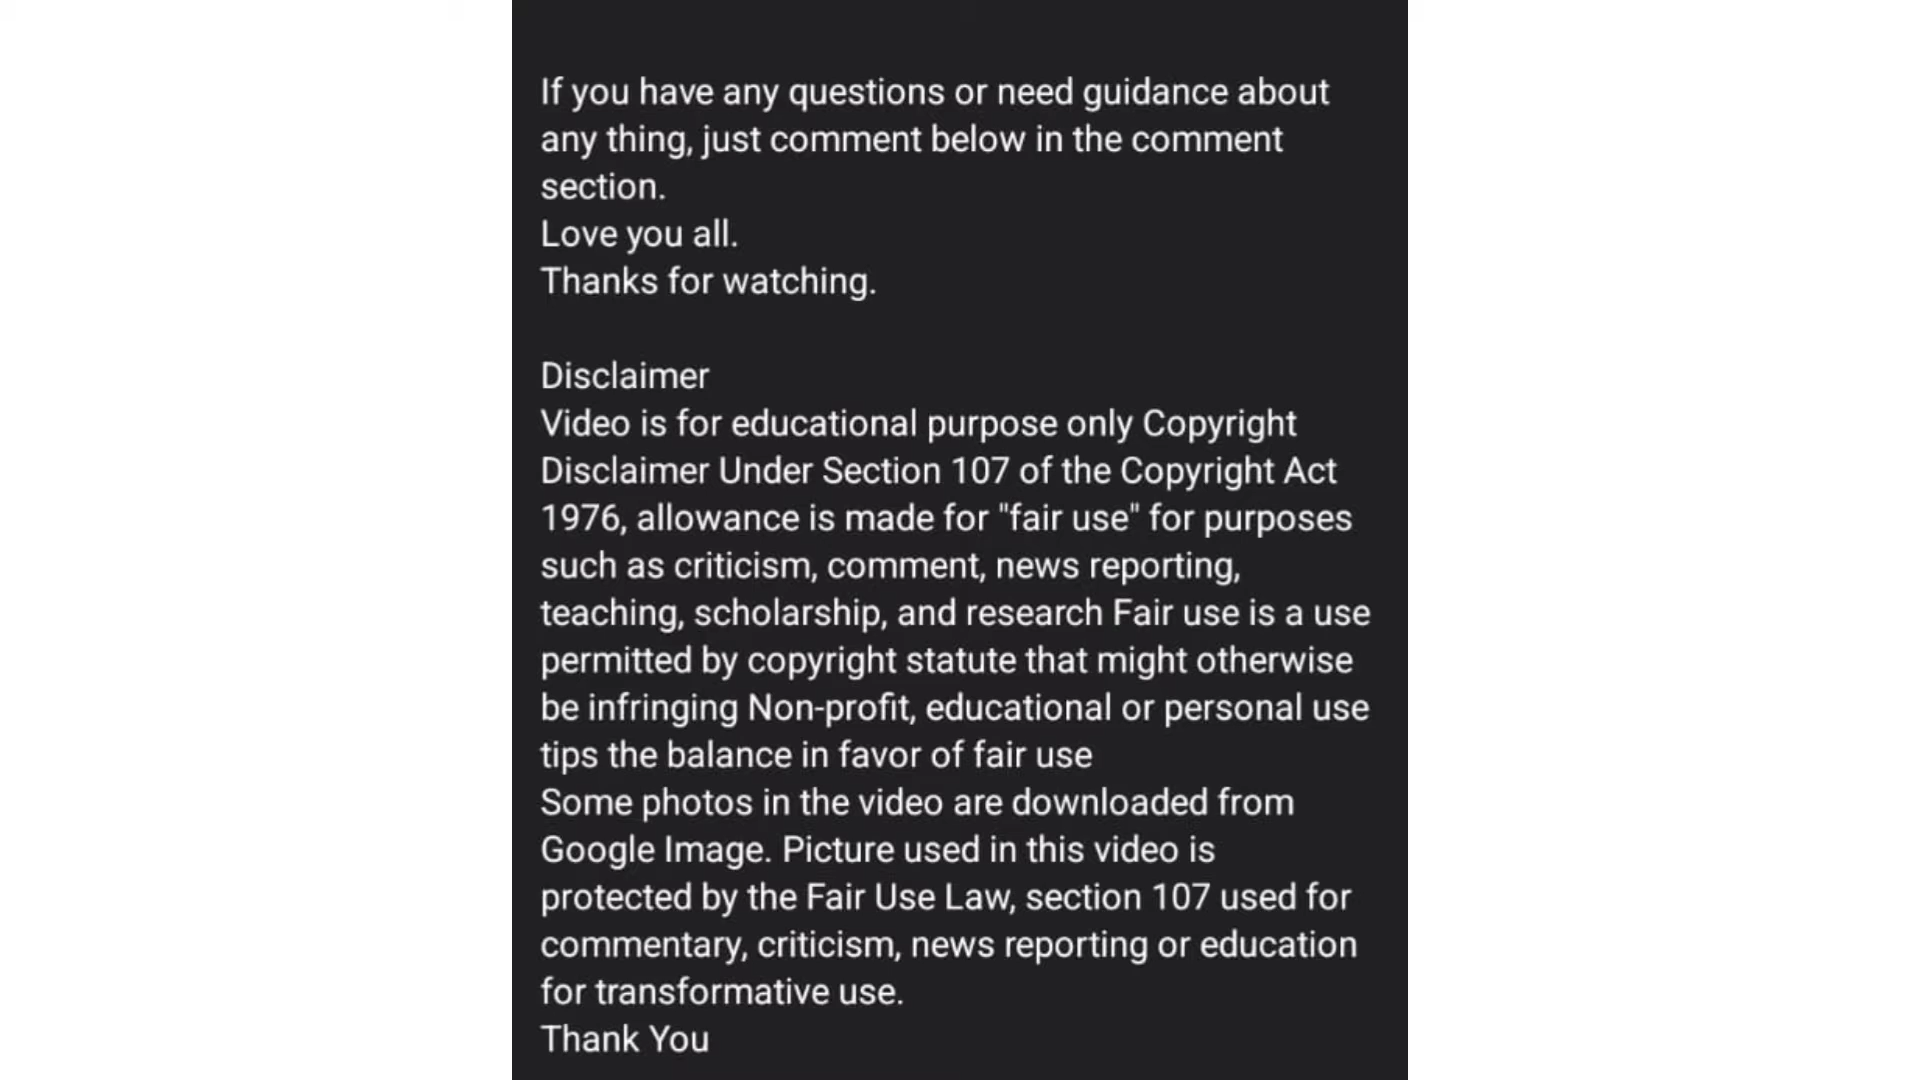 If you have any questions or need guidance about
any thing, just comment below in the comment
section.
Love you all.
Thanks for watching.
Disclaimer
Video is for educational purpose only Copyright
Disclaimer Under Section 107 of the Copyright Act
1976, allowance is made for "fair use" for purposes
such as criticism, comment, news reporting,
teaching, scholarship, and research Fair use is a use
permitted by copyright statute that might otherwise
be infringing Non-profit, educational or personal use
tips the balance in favor of fair use
Some photos in the video are downloaded from
Google Image. Picture used in this video is
protected by the Fair Use Law, section 107 used for
commentary, criticism, news reporting or education
for transformative use.
Thank You